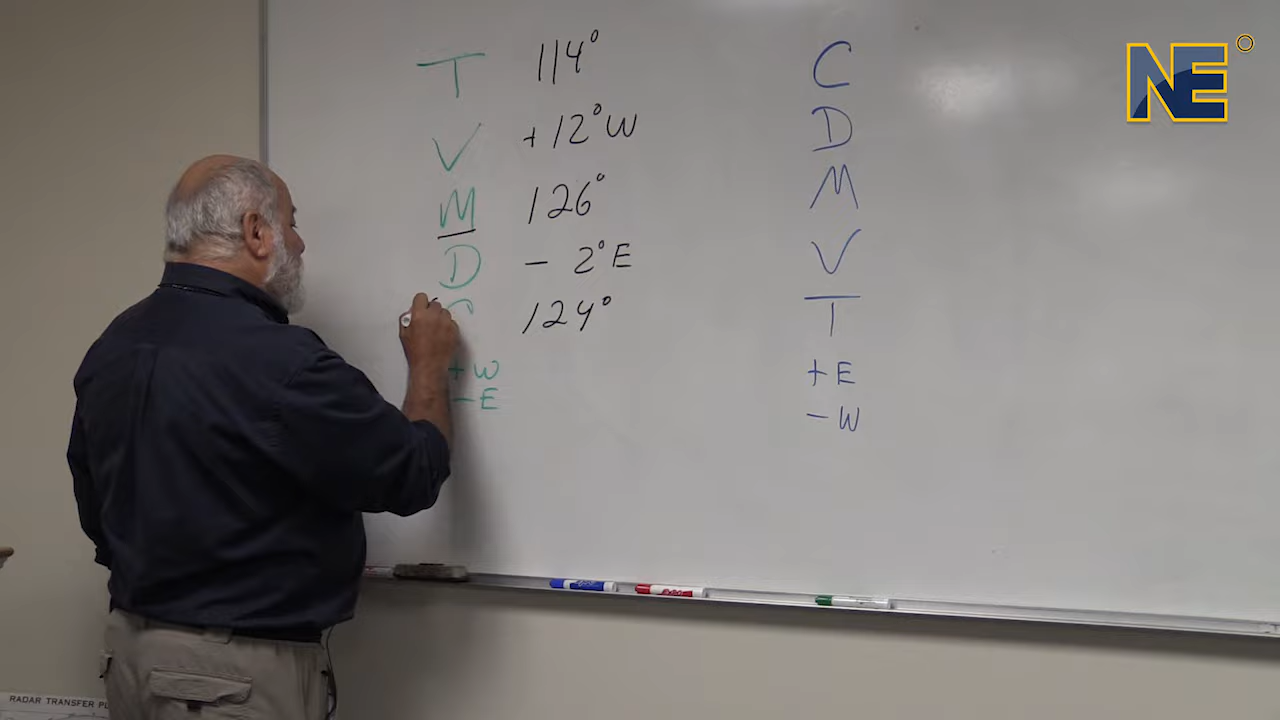 T 114°
V +12°W
M 126°
D - 2°E
C 124°
+W
-E
C
D
M
V
T
+E
-W
NE
RADAR TRANSFER